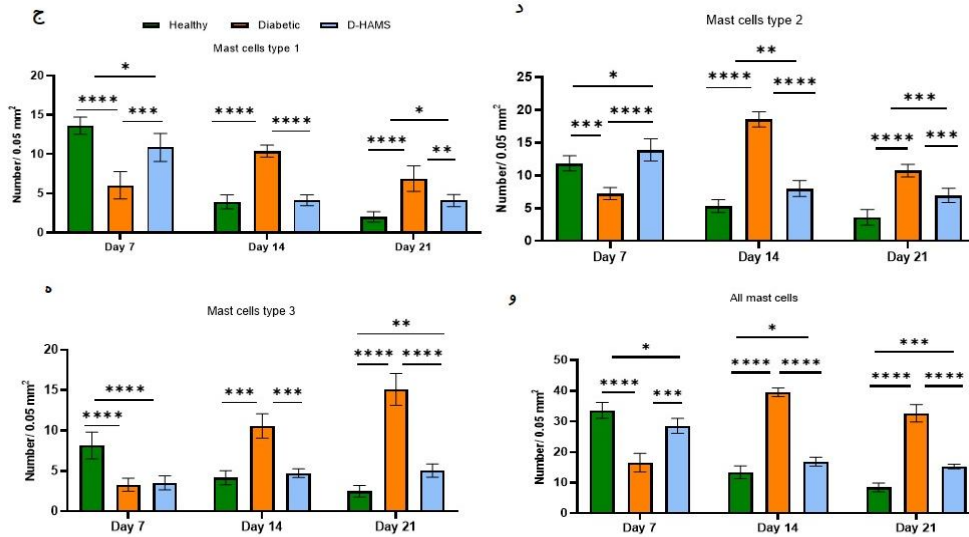 ج
Healthy Diabetic D-HAMS
Mast cells type 1
Number/ 0.05 mm²
20
15
10
5
0
* **** ***
**** ****
* **** **
Day 7 Day 14 Day 21
د
Mast cells type 2
Number/ 0.05 mm²
25
20
15
10
5
0
* *** ****
** **** ****
*** **** ***
Day 7 Day 14 Day 21
ه
Mast cells type 3
Number/ 0.05 mm²
20
15
10
5
0
**** ****
*** ***
** **** ****
Day 7 Day 14 Day 21
و
All mast cells
Number/ 0.05 mm²
50
40
30
20
10
0
* **** ***
* **** ****
*** **** ****
Day 7 Day 14 Day 21